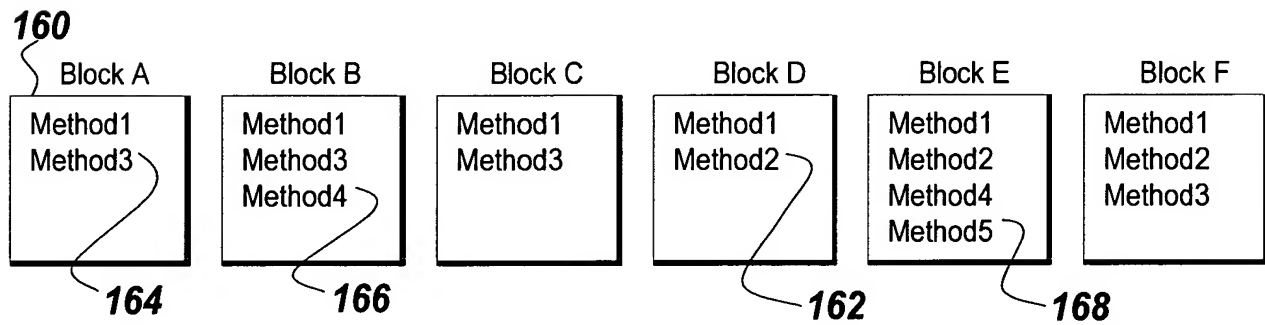 160
Block A
Method1
Method3
164
Block B
Method1
Method3
Method4
166
Block C
Method1
Method3
Block D
Method1
Method2
162
Block E
Method1
Method2
Method4
Method5
168
Block F
Method1
Method2
Method3